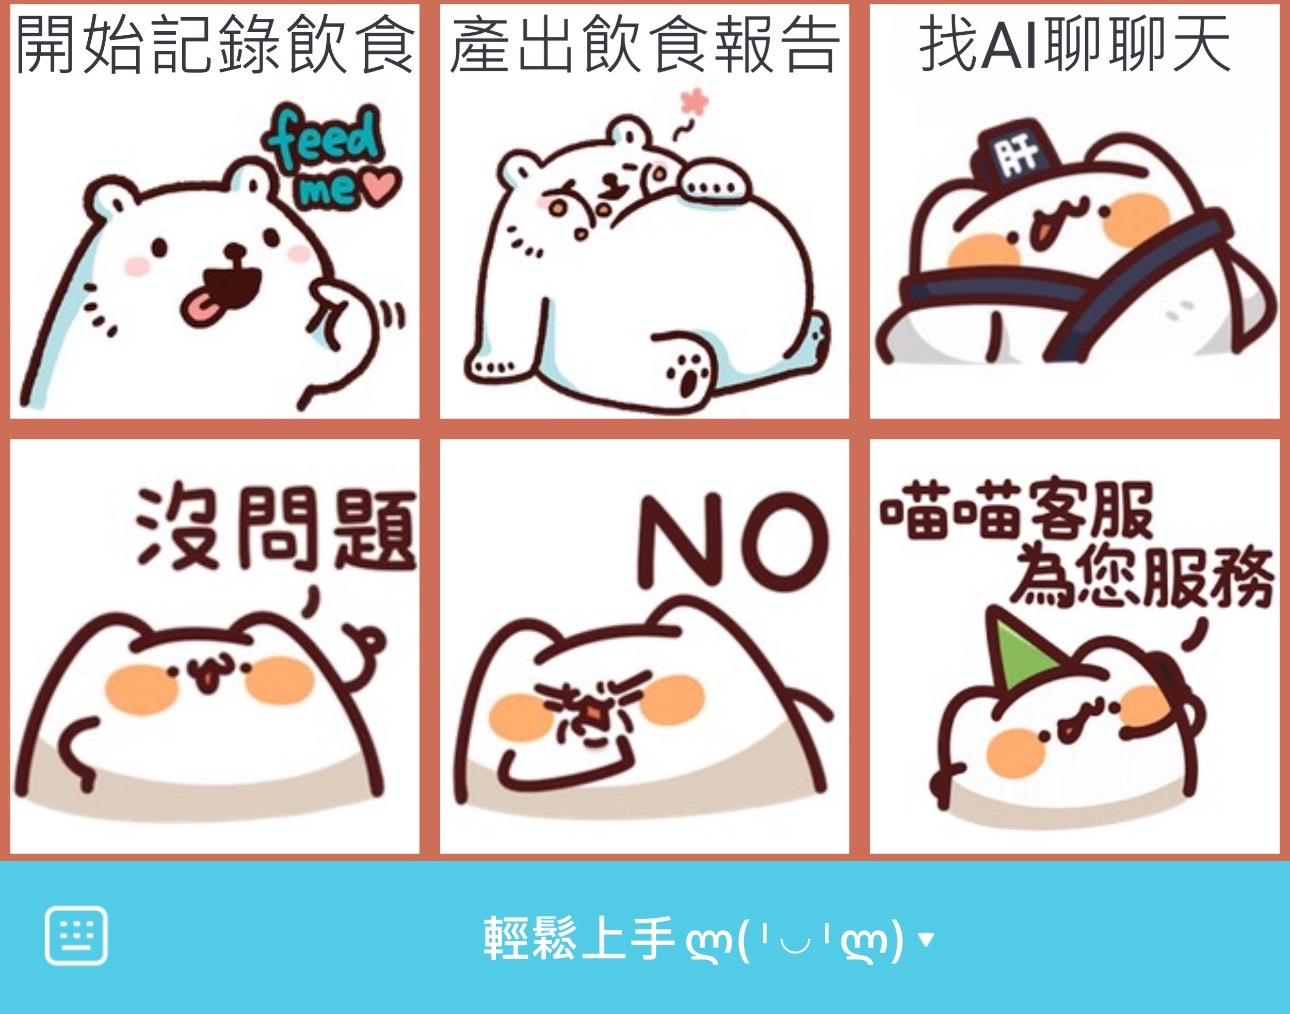 開始記錄飲食
產出飲食報告
找AI聊聊天
feed
me
肝
沒問題
NO
喵喵客服
為您服務
輕鬆上手ლ(╹◡╹ლ)